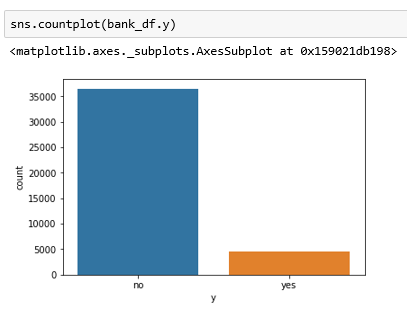 sns.countplot(bank_df.y)
<matplotlib.axes._subplots.AxesSubplot at 0x159021db198>
35000
30000
25000
20000
15000
10000
5000
0
count
no yes
y